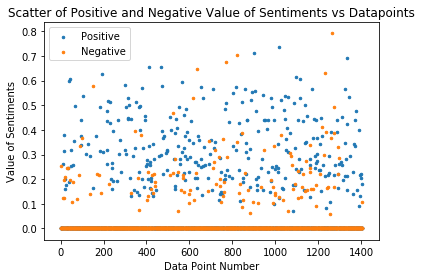 Scatter of Positive and Negative Value of Sentiments vs Datapoints
Positive
Negative
Value of Sentiments
0.8
0.7
0.6
0.5
0.4
0.3
0.2
0.1
0.0
0 200 400 600 800 1000 1200 1400
Data Point Number